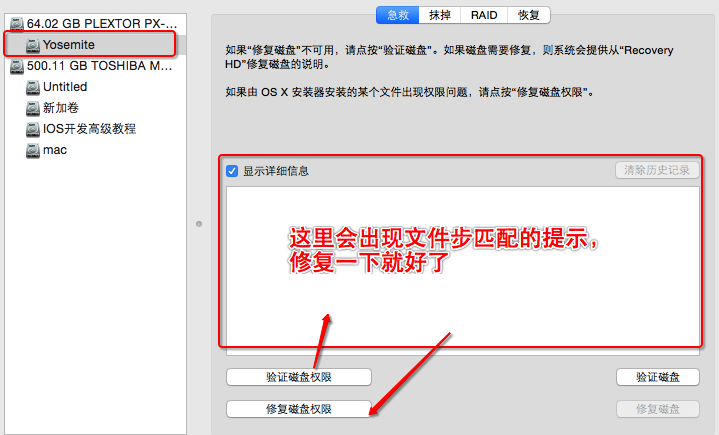 64.02 GB PLEXTOR PX-...
Yosemite
500.11 GB TOSHIBA M...
Untitled
新加卷
IOS开发高级教程
mac
急救
抹掉
RAID
恢复
如果“修复磁盘”不可用，请点按“验证磁盘”。如果磁盘需要修复，则系统会提供从“Recovery
HD”修复磁盘的说明。
如果由 OS X 安装器安装的某个文件出现权限问题，请点按“修复磁盘权限”。
显示详细信息
清除历史记录
这里会出现文件步匹配的提示，
修复一下就好了
验证磁盘权限
验证磁盘
修复磁盘权限
修复磁盘